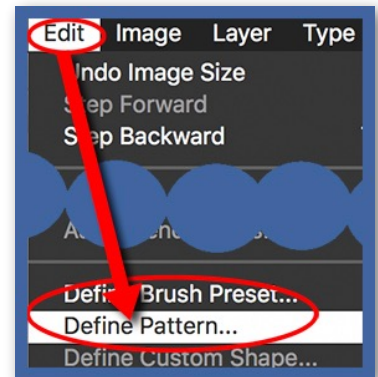 Edit Image Layer Type
Undo Image Size
Step Forward
Step Backward
Define Brush Preset...
Define Pattern...
Define Custom Shape...